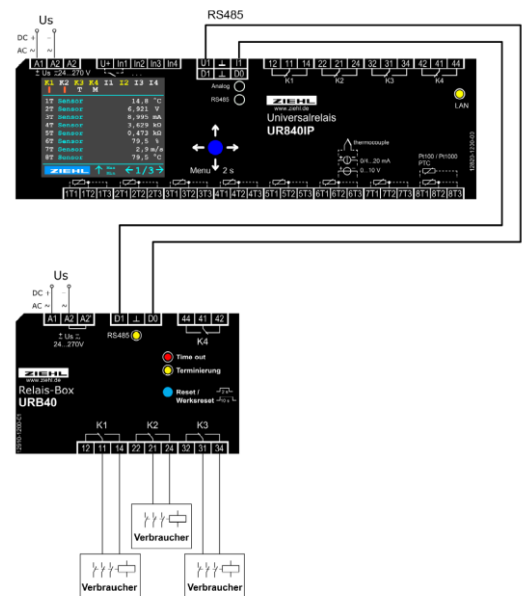 RS485
Us
DC + -
AC ~ ~
A1 A2 A2 U+ In1 In2 In3 In4 U1 ⊥ I1 12 11 14 22 21 24 32 31 34 42 41 44
Us =24...270 V D1 ⊥ D0 K1 K2 K3 K4
K1 K2 K3 K4 I1 I2 I3 I4
T M
Analog
RS485
ZIEHL
LAN
1T Sensor 14,8 °C
2T Sensor 6,921 V
3T Sensor 8,995 mA
4T Sensor 3,629 kΩ
5T Sensor 0,472 kΩ
6T Sensor 79,5 %
7T Sensor 2,9 m/s
8T Sensor 79,5 °C
Universalrelais
UR840IP
thermocouple
0/4...20 mA
0...10 V
Pt100 / Pt1000
PTC
ZIEHL ↑ ←1/3→
Menu 2 s
1T1 1T2 1T3 2T1 2T2 2T3 3T1 3T2 3T3 4T1 4T2 4T3 5T1 5T2 5T3 6T1 6T2 6T3 7T1 7T2 7T3 8T1 8T2 8T3
Us
DC + -
AC ~ ~
A1 A2 A2' D1 ⊥ D0 44 41 42
Us
24...270V
RS485
K4
ZIEHL
www.ziehl.de
Relais-Box
URB40
Time out
Terminierung
Reset /
Werksreset
K1 K2 K3
12 11 14 22 21 24 32 31 34
Verbraucher
Verbraucher Verbraucher